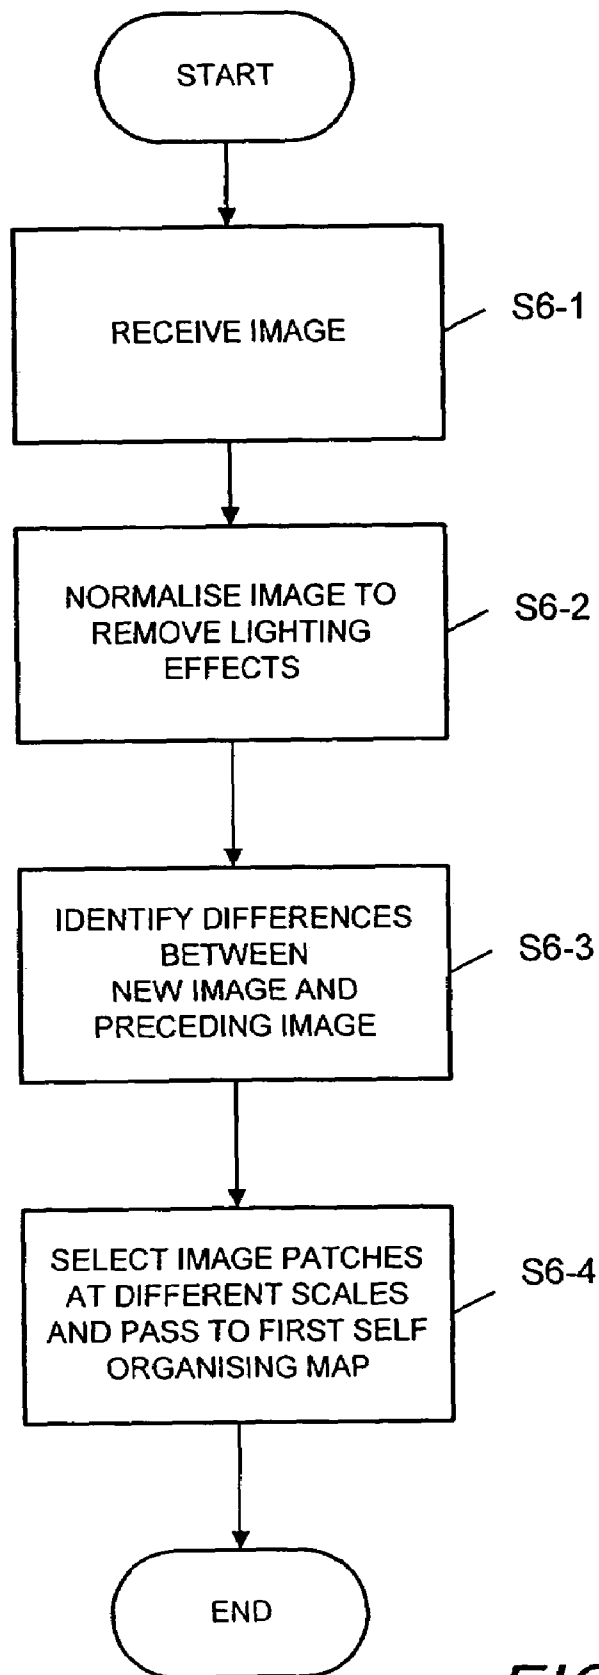 START
RECEIVE IMAGE
S6-1
NORMALISE IMAGE TO
REMOVE LIGHTING
EFFECTS
S6-2
IDENTIFY DIFFERENCES
BETWEEN
NEW IMAGE AND
PRECEDING IMAGE
S6-3
SELECT IMAGE PATCHES
AT DIFFERENT SCALES
AND PASS TO FIRST SELF
ORGANISING MAP
S6-4
END